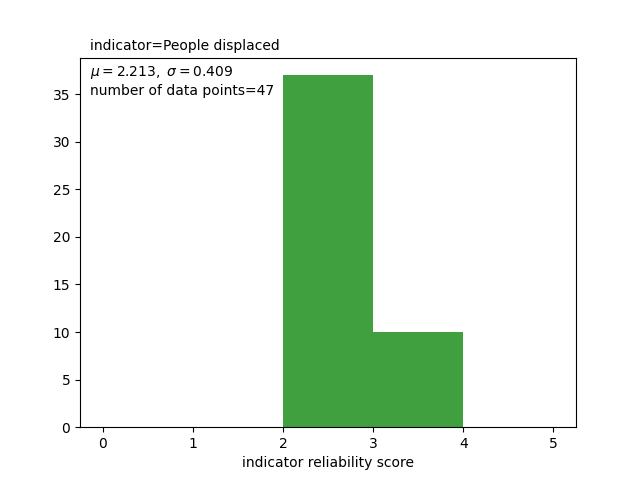 indicator=People displaced
μ = 2.213, σ = 0.409
number of data points=47
35
30
25
20
15
10
5
0
0 1 2 3 4 5
indicator reliability score